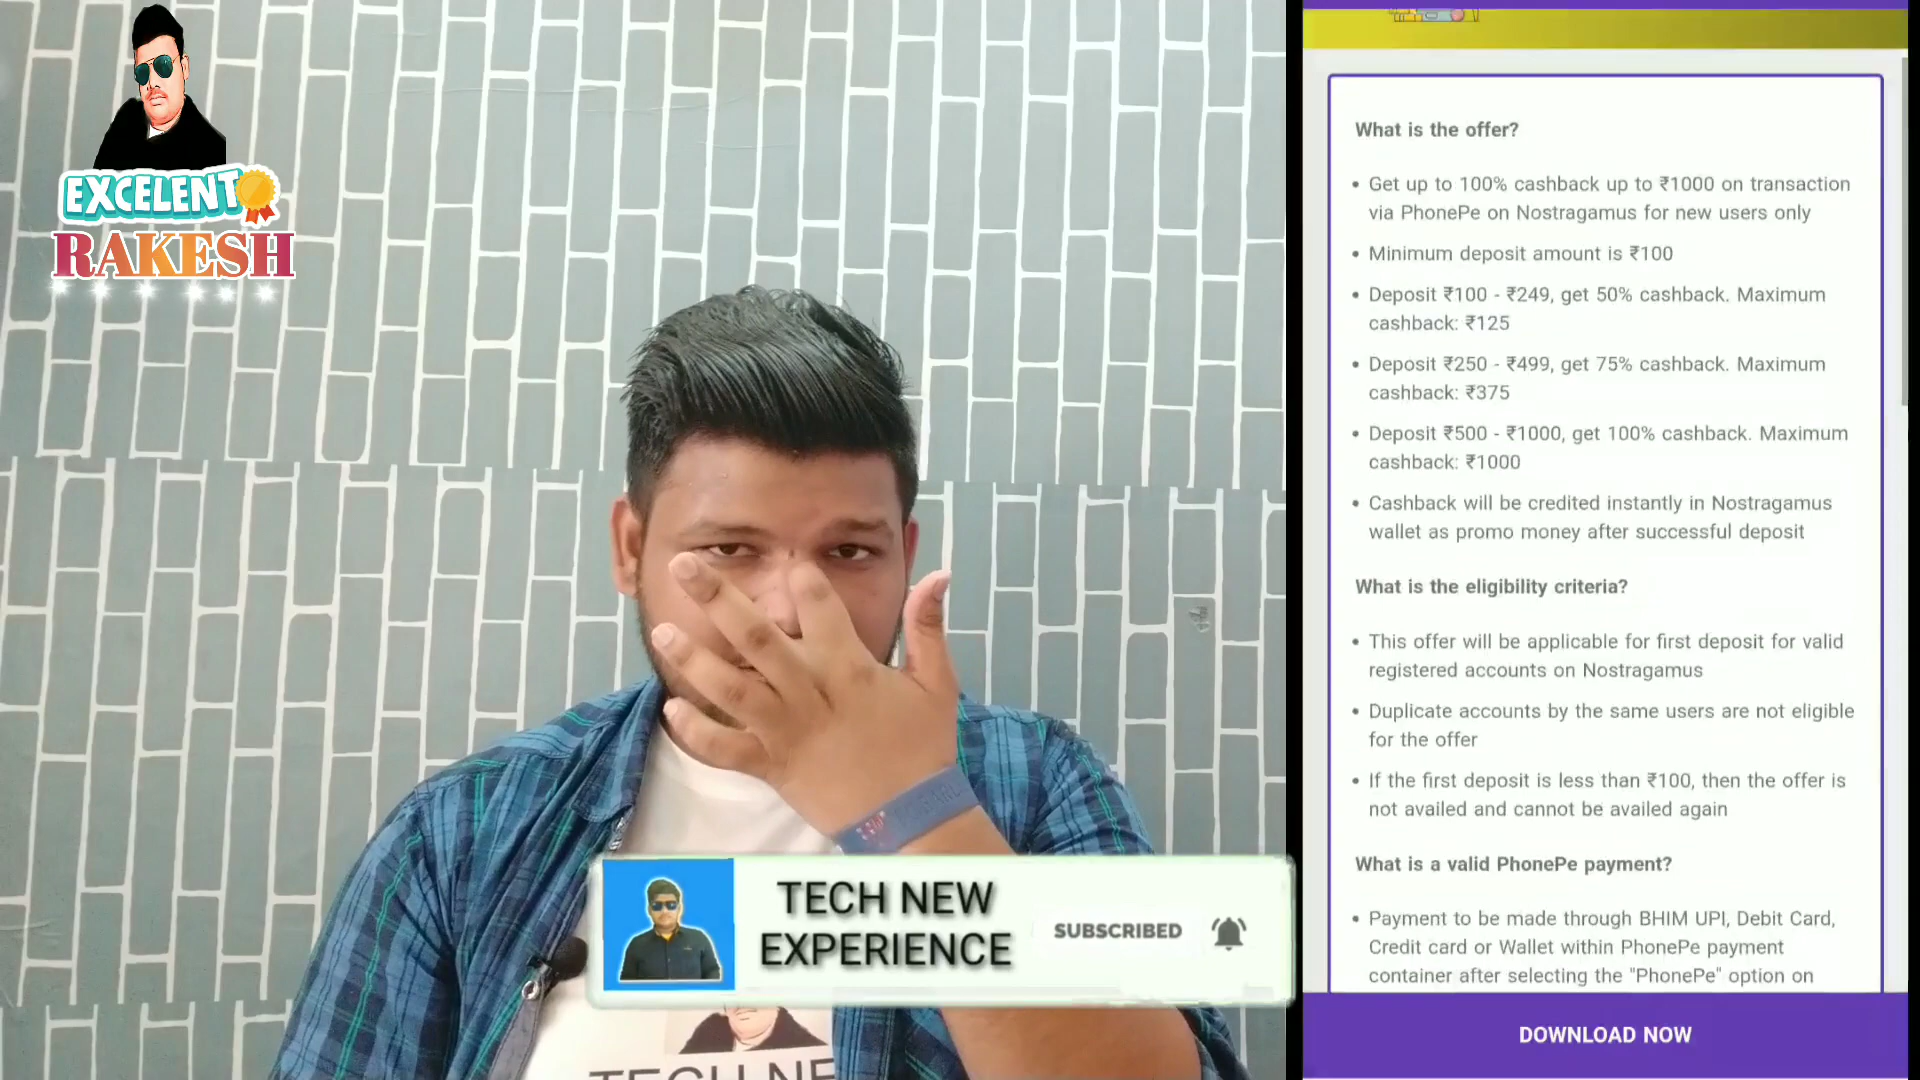 EXCELENT
RAKESH
What is the offer?
• Get up to 100% cashback up to ₹1000 on transaction
via PhonePe on Nostragamus for new users only
• Minimum deposit amount is ₹100
• Deposit ₹100 - ₹249, get 50% cashback. Maximum
cashback: ₹125
• Deposit ₹250 - ₹499, get 75% cashback. Maximum
cashback: ₹375
• Deposit ₹500 - ₹1000, get 100% cashback. Maximum
cashback: ₹1000
• Cashback will be credited instantly in Nostragamus
wallet as promo money after successful deposit
What is the eligibility criteria?
• This offer will be applicable for first deposit for valid
registered accounts on Nostragamus
• Duplicate accounts by the same users are not eligible
for the offer
• If the first deposit is less than ₹100, then the offer is
not availed and cannot be availed again
What is a valid PhonePe payment?
• Payment to be made through BHIM UPI, Debit Card,
Credit card or Wallet within PhonePe payment
container after selecting the "PhonePe" option on
DOWNLOAD NOW
TECH NEW
EXPERIENCE
SUBSCRIBED
TECH NE